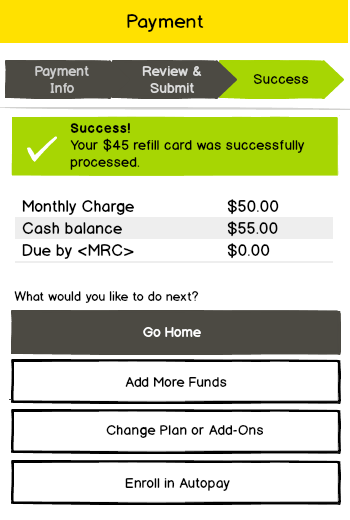 Payment
Payment
Info
Review &
Submit
Success
Success!
Your $45 refill card was successfully
processed.
Monthly Charge $50.00
Cash balance $55.00
Due by <MRC> $0.00
What would you like to do next?
Go Home
Add More Funds
Change Plan or Add-Ons
Enroll in Autopay